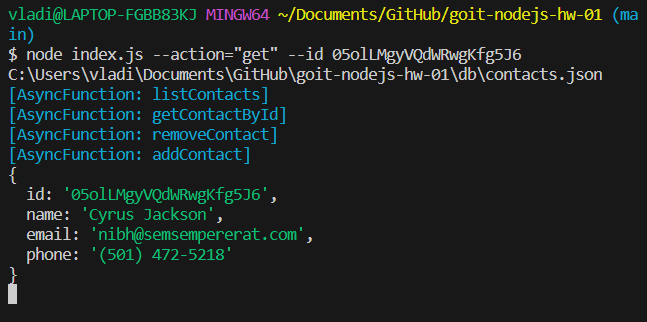 vladi@LAPTOP-FGBB83KJ MINGW64 ~/Documents/GitHub/goit-nodejs-hw-01 (ma
in)
$ node index.js --action="get" --id 05olLMgyVQdWRwgKfg5J6
C:\Users\vladi\Documents\GitHub\goit-nodejs-hw-01\db\contacts.json
[AsyncFunction: listContacts]
[AsyncFunction: getContactById]
[AsyncFunction: removeContact]
[AsyncFunction: addContact]
{
  id: '05olLMgyVQdWRwgKfg5J6',
  name: 'Cyrus Jackson',
  email: 'nibh@semsempererat.com',
  phone: '(501) 472-5218'
}